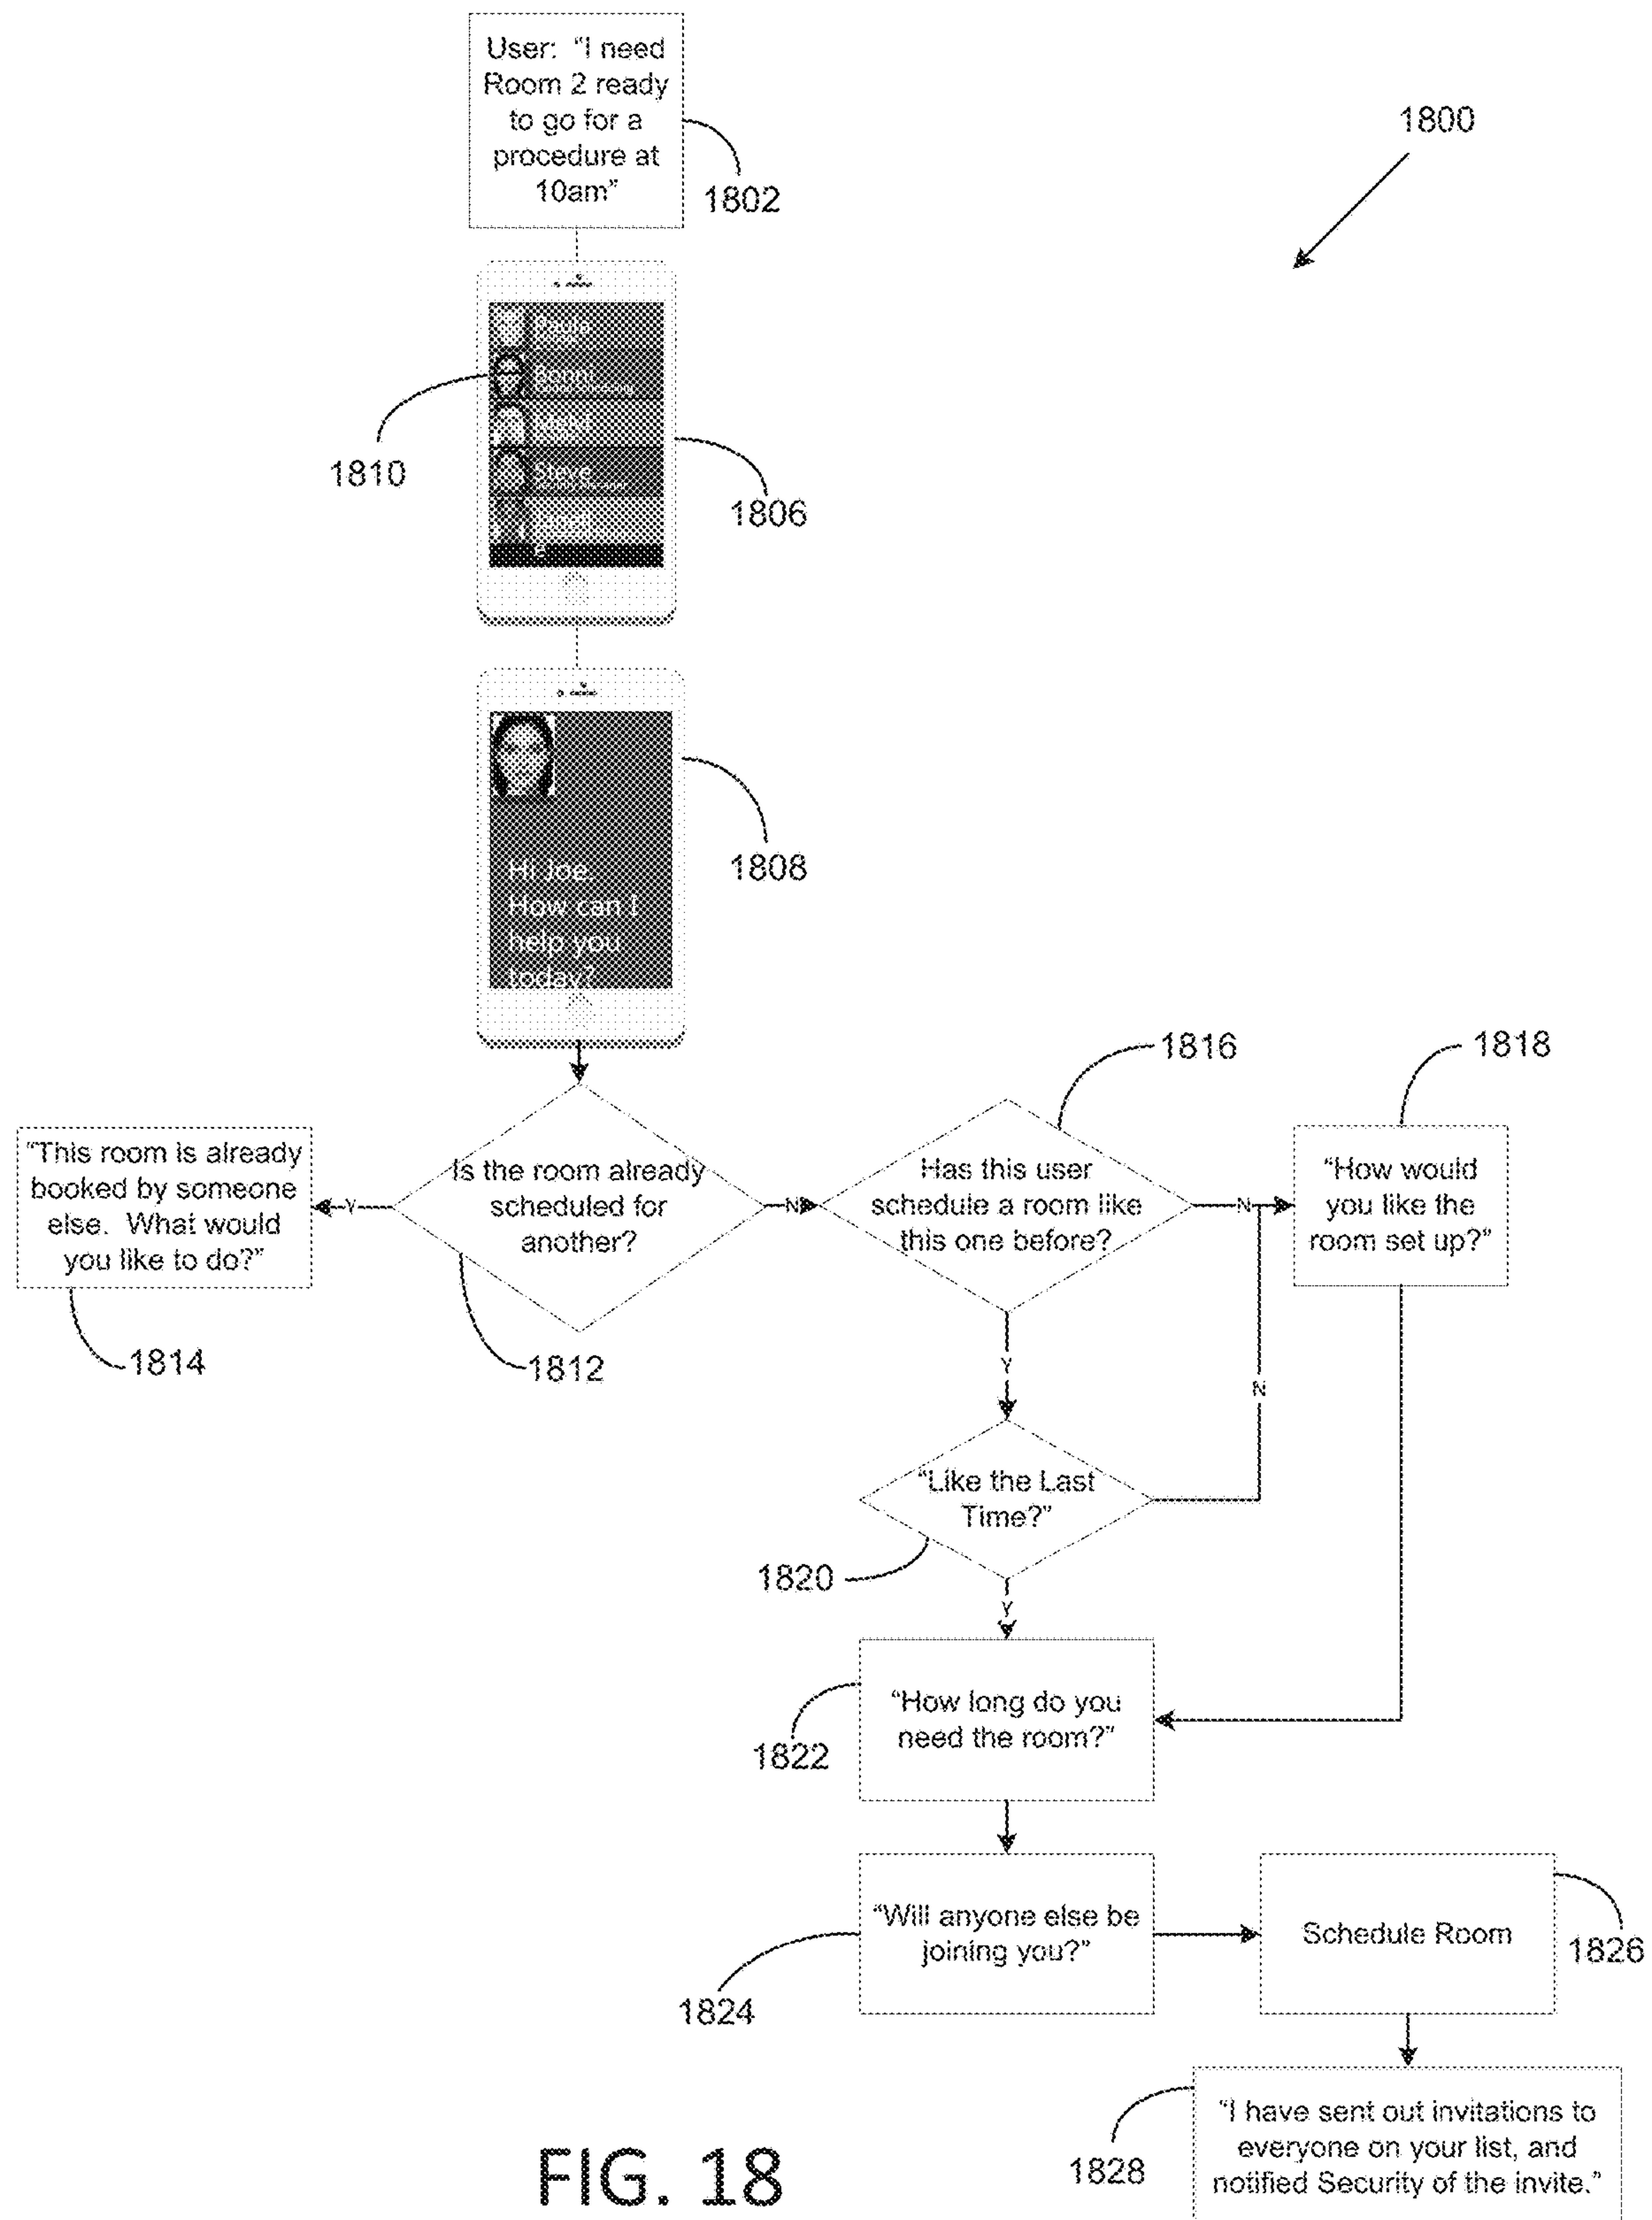 User: "I need
Room 2 ready
to go for a
procedure at
10am"
1802
1800
Paula
Bonni
1810
Steve
1806
e
1808
Hi Joe.
How can I
help you
today?
1816
1818
"This room is already
booked by someone
else. What would
you like to do?"
Y
Is the room already
scheduled for
another?
N
Has this user
schedule a room like
this one before?
N
"How would
you like the
room set up?"
1814
1812
Y
N
"Like the Last
Time?"
1820
Y
"How long do you
need the room?"
1822
"Will anyone else be
joining you?"
Schedule Room
1826
1824
"I have sent out invitations to
everyone on your list, and
notified Security of the invite."
1828
FIG. 18